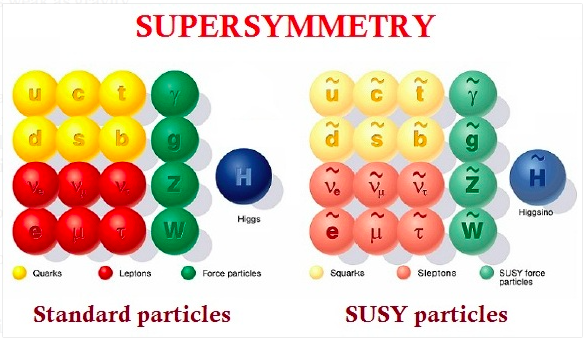 SUPERSYMMETRY
u c t γ ũ c̃ t̃ γ̃
d s b g d̃ s̃ b̃ g̃
H H̃
νe νμ ντ Z ν̃e ν̃μ ν̃τ Z̃
e μ τ W ẽ μ̃ τ̃ W̃
Higgs Higgsino
Quarks Leptons Force particles Squarks Sleptons SUSY force
particles
Standard particles SUSY particles